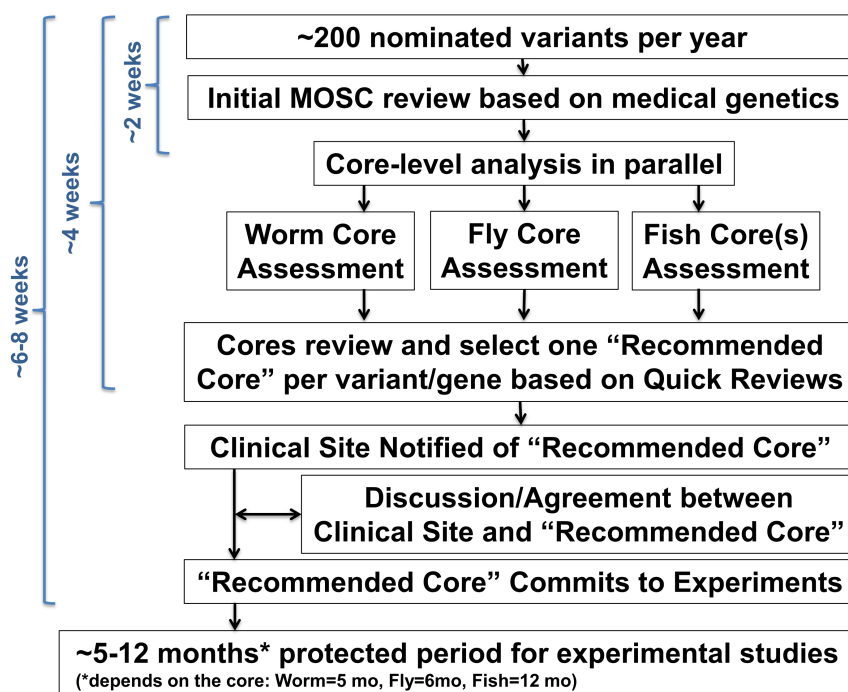 ~200 nominated variants per year
~2 weeks
Initial MOSC review based on medical genetics
~4 weeks
Core-level analysis in parallel
~6-8 weeks
Worm Core
Assessment
Fly Core
Assessment
Fish Core(s)
Assessment
Cores review and select one “Recommended
Core” per variant/gene based on Quick Reviews
Clinical Site Notified of “Recommended Core”
Discussion/Agreement between
Clinical Site and “Recommended Core”
“Recommended Core” Commits to Experiments
~5-12 months* protected period for experimental studies
(*depends on the core: Worm=5 mo, Fly=6mo, Fish=12 mo)